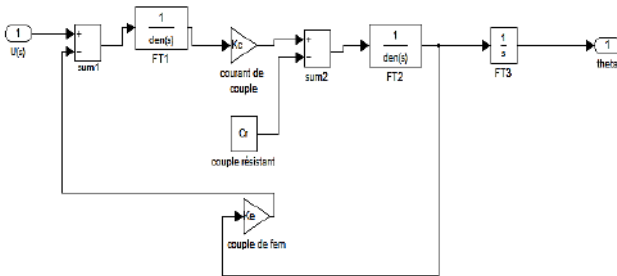 1
U(s)
+
−
sum1
1
den(s)
FT1
Kc
courant de
couple
+
−
sum2
1
den(s)
FT2
1
s
FT3
1
theta
Cr
couple résistant
Ke
couple de fem